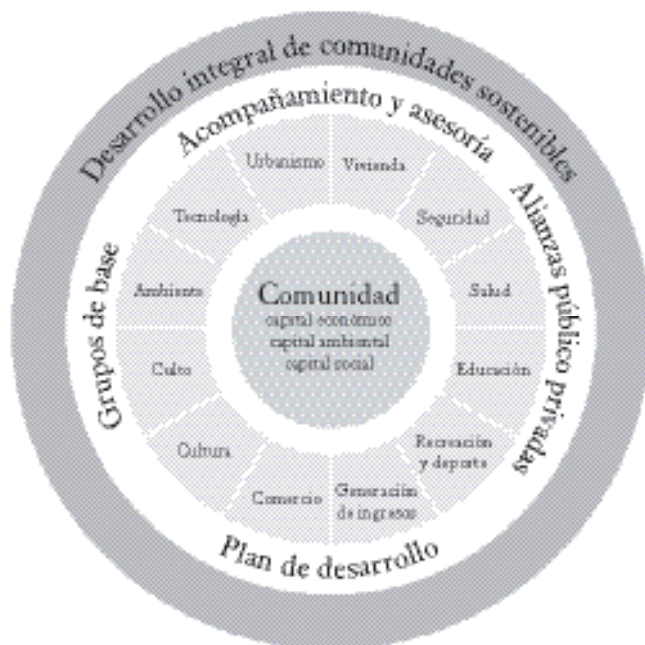 Desarrollo integral de comunidades sostenibles
Acompañamiento y asesoría
Alianzas público privadas
Plan de desarrollo
Grupos de base
Urbanismo
Vivienda
Seguridad
Salud
Educación
Recreación
y deporte
Generación
de ingresos
Comercio
Cultura
Culto
Ambiente
Tecnología
Comunidad
capital económico
capital ambiental
capital social